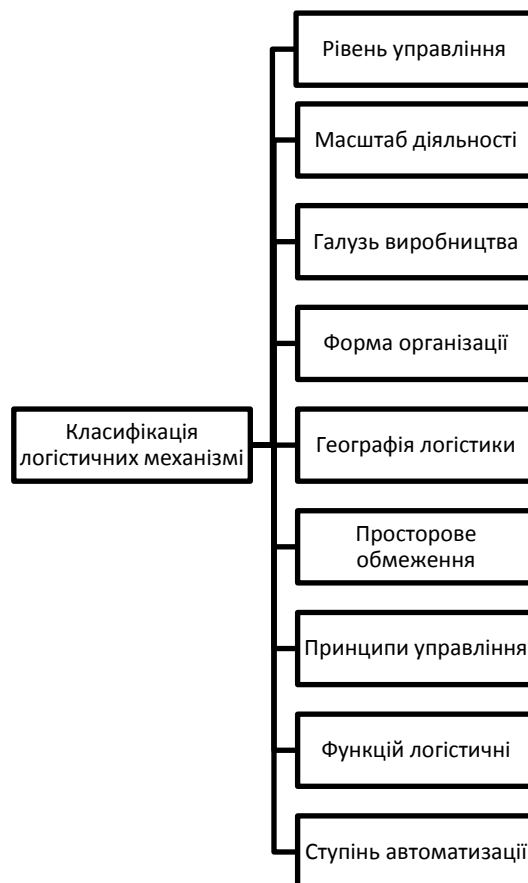 Рівень управління
Масштаб діяльності
Галузь виробництва
Форма організації
Класифікація
логістичних механізмі
Географія логістики
Просторове
обмеження
Принципи управління
Функцій логістичні
Ступінь автоматизації